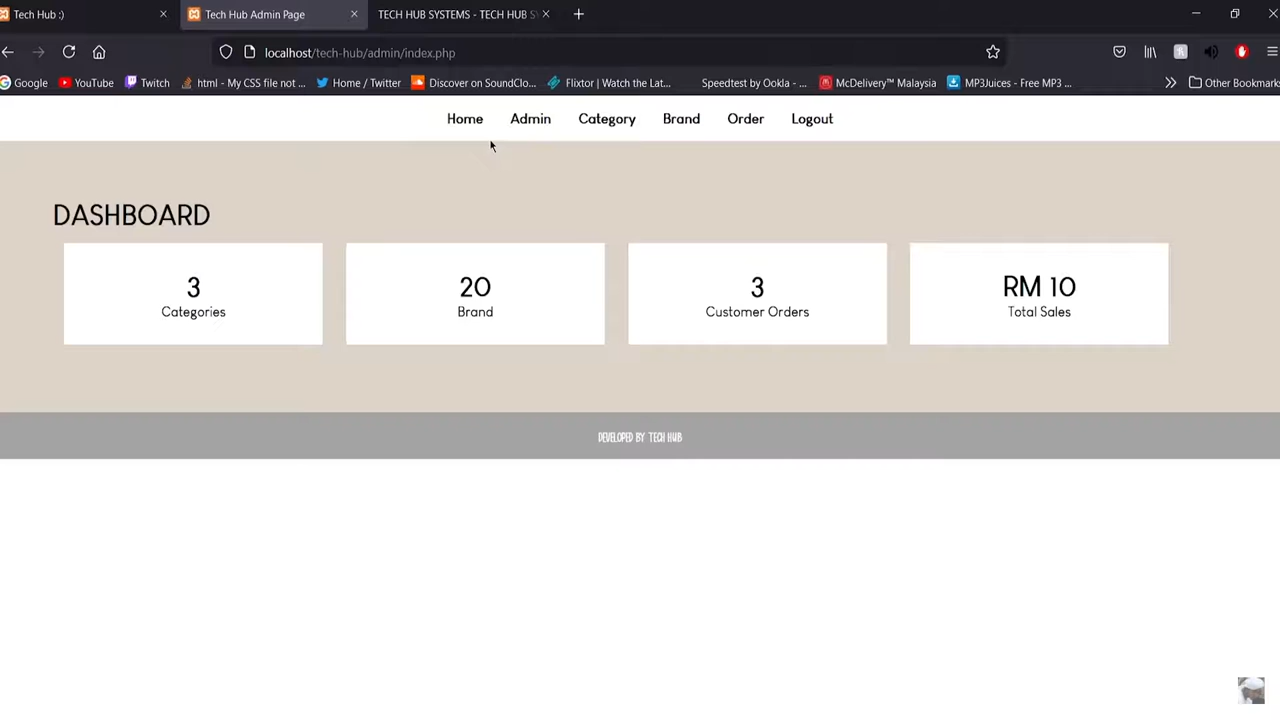 Tech Hub :)
Tech Hub Admin Page
TECH HUB SYSTEMS - TECH HUB S
localhost/tech-hub/admin/index.php
Google YouTube Twitch html - My CSS file not ... Home / Twitter Discover on SoundClo... Flixtor | Watch the Lat... Speedtest by Ookla - ... McDelivery™ Malaysia MP3Juices - Free MP3 ... Other Bookmarks
Home Admin Category Brand Order Logout
DASHBOARD
3
Categories
20
Brand
3
Customer Orders
RM 10
Total Sales
DEVELOPED BY TECH HUB